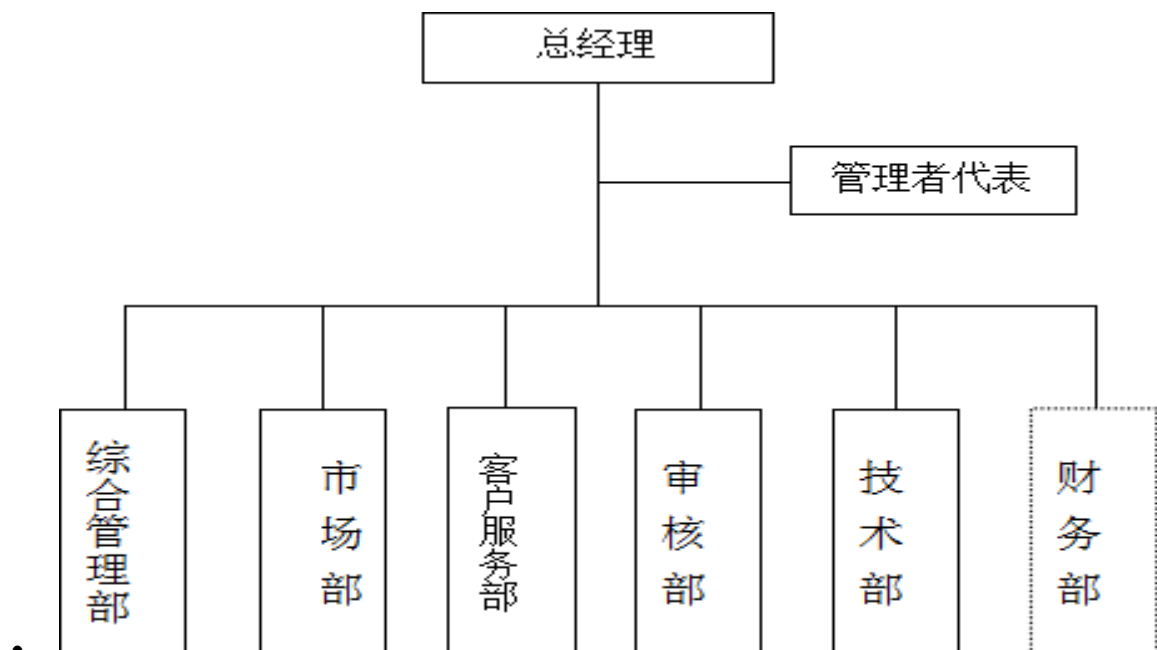 总经理
管理者代表
综合管理部
市场部
客户服务部
审核部
技术部
财务部